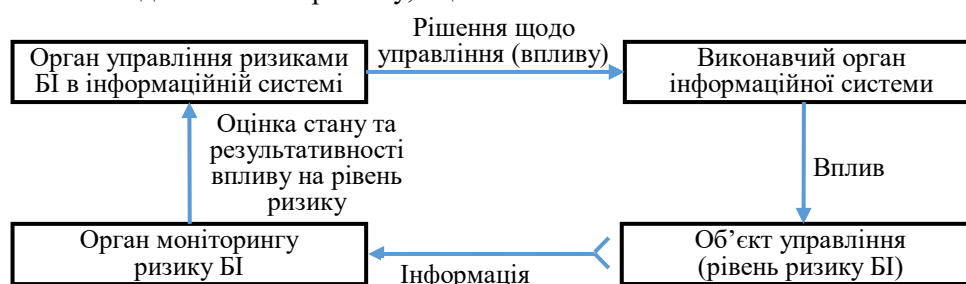 Рішення щодо
управління (впливу)
Орган управління ризиками
БІ в інформаційній системі
Виконавчий орган
інформаційної системи
Оцінка стану та
результативності
впливу на рівень
ризику
Вплив
Орган моніторингу
ризику БІ
Інформація
Об’єкт управління
(рівень ризику БІ)